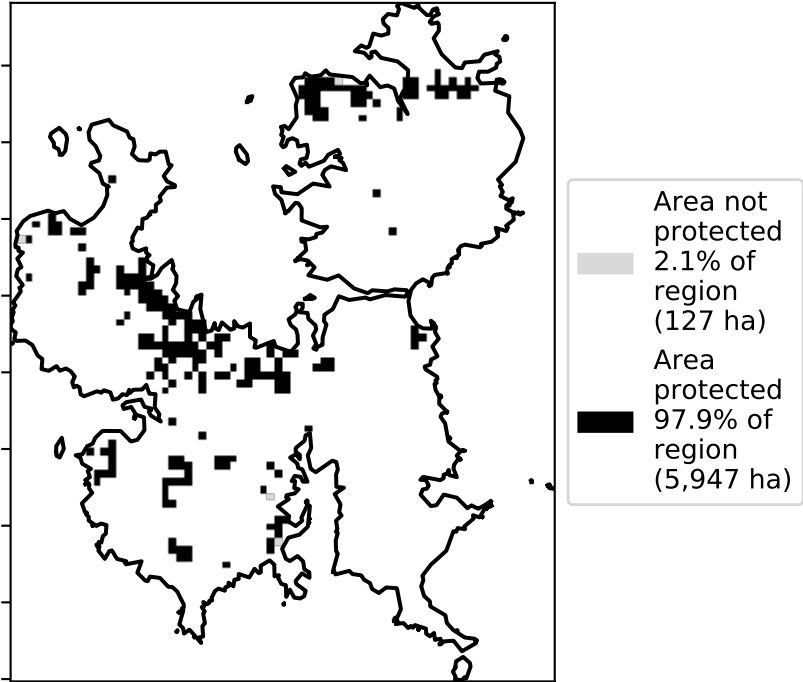 Area not
protected
2.1% of
region
(127 ha)
Area
protected
97.9% of
region
(5,947 ha)